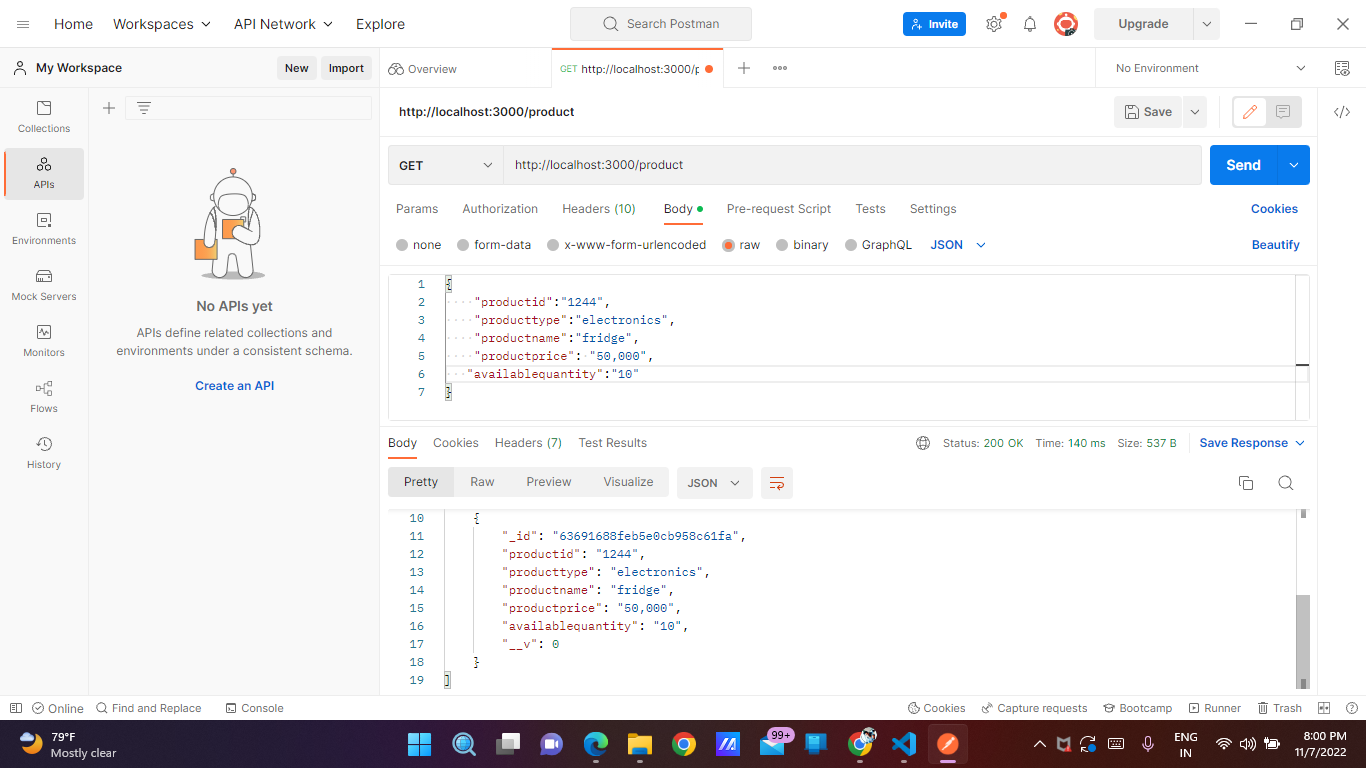 Home Workspaces API Network Explore Search Postman Invite Upgrade
My Workspace New Import Overview GET http://localhost:3000/p No Environment
http://localhost:3000/product Save
Collections
APIs
Environments
Mock Servers
Monitors
Flows
History
No APIs yet
APIs define related collections and
environments under a consistent schema.
Create an API
GET http://localhost:3000/product Send
Params Authorization Headers (10) Body Pre-request Script Tests Settings Cookies
none form-data x-www-form-urlencoded raw binary GraphQL JSON Beautify
1 {
2 "productid":"1244",
3 "producttype":"electronics",
4 "productname":"fridge",
5 "productprice": "50,000",
6 "availablequantity":"10"
7 }
Body Cookies Headers (7) Test Results Status: 200 OK Time: 140 ms Size: 537 B Save Response
Pretty Raw Preview Visualize JSON
10 {
11 "_id": "63691688feb5e0cb958c61fa",
12 "productid": "1244",
13 "producttype": "electronics",
14 "productname": "fridge",
15 "productprice": "50,000",
16 "availablequantity": "10",
17 "__v": 0
18 }
19 ]
Online Find and Replace Console Cookies Capture requests Bootcamp Runner Trash
79°F
Mostly clear
99+
ENG
IN
8:00 PM
11/7/2022